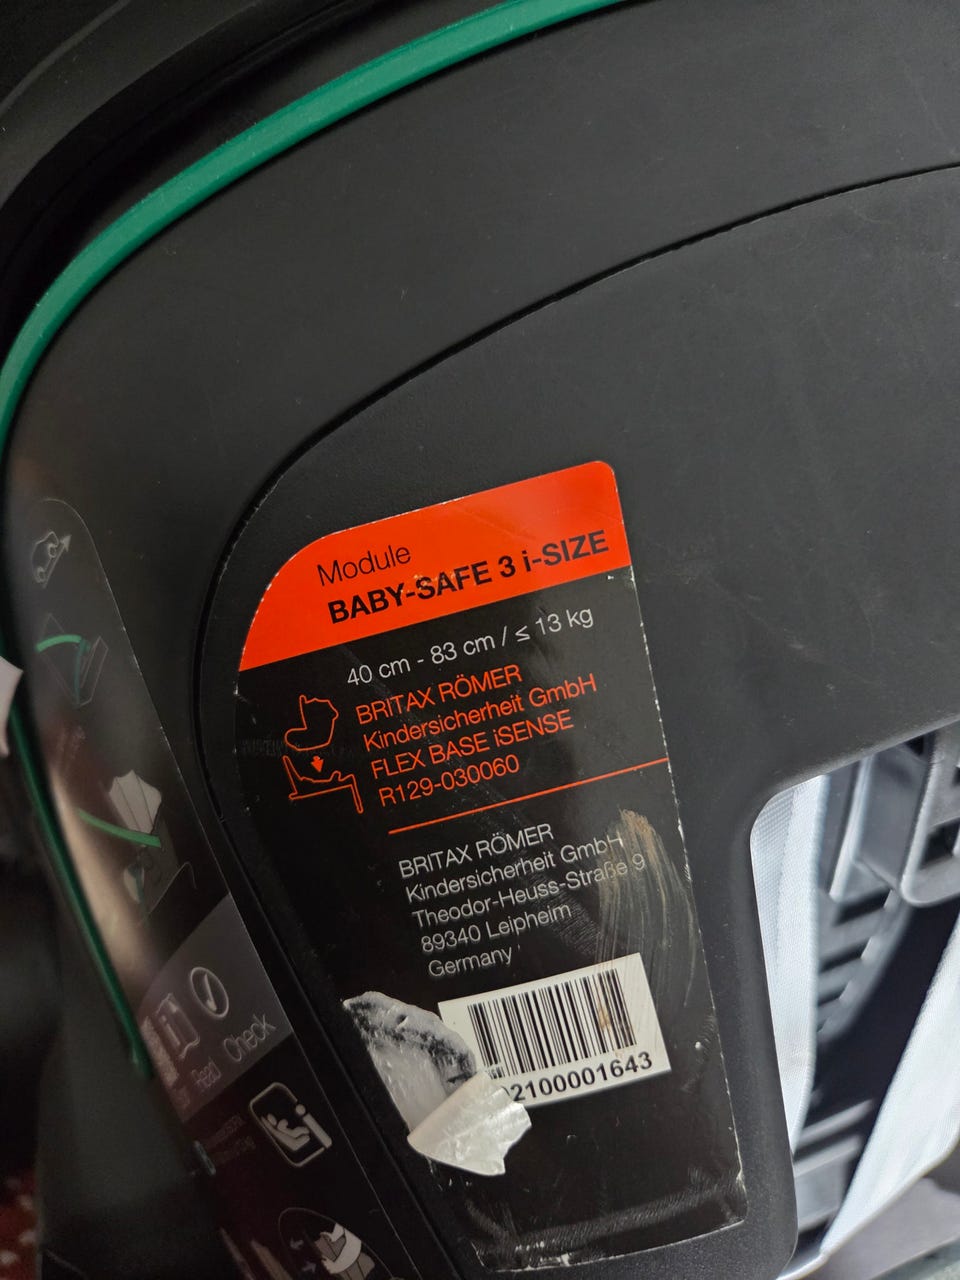 Module
BABY-SAFE 3 i-SIZE
40 cm - 83 cm / ≤ 13 kg
BRITAX RÖMER
Kindersicherheit GmbH
FLEX BASE iSENSE
R129-030060
BRITAX RÖMER
Kindersicherheit GmbH
Theodor-Heuss-Straße 9
89340 Leipheim
Germany
2100001643
Read
Check